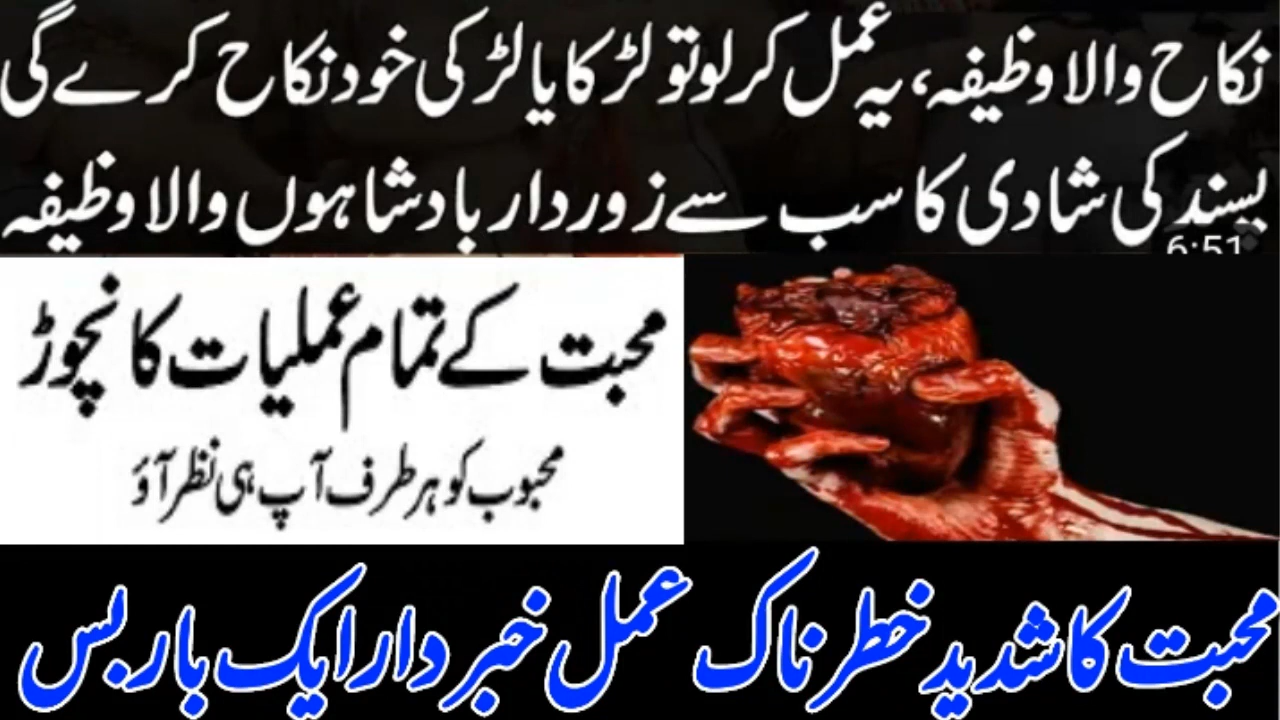 نکاح والا وظیفہ، یہ عمل کرلو تو لڑکا یا لڑکی خود نکاح کرے گی
پسند کی شادی کا سب سے زوردار بادشاہوں والا وظیفہ
6:51
محبت کے تمام عملیات کا نچوڑ
محبوب کو ہر طرف آپ ہی نظر آؤ
محبت کا شدید خطرناک عمل خبردار ایک بار بس